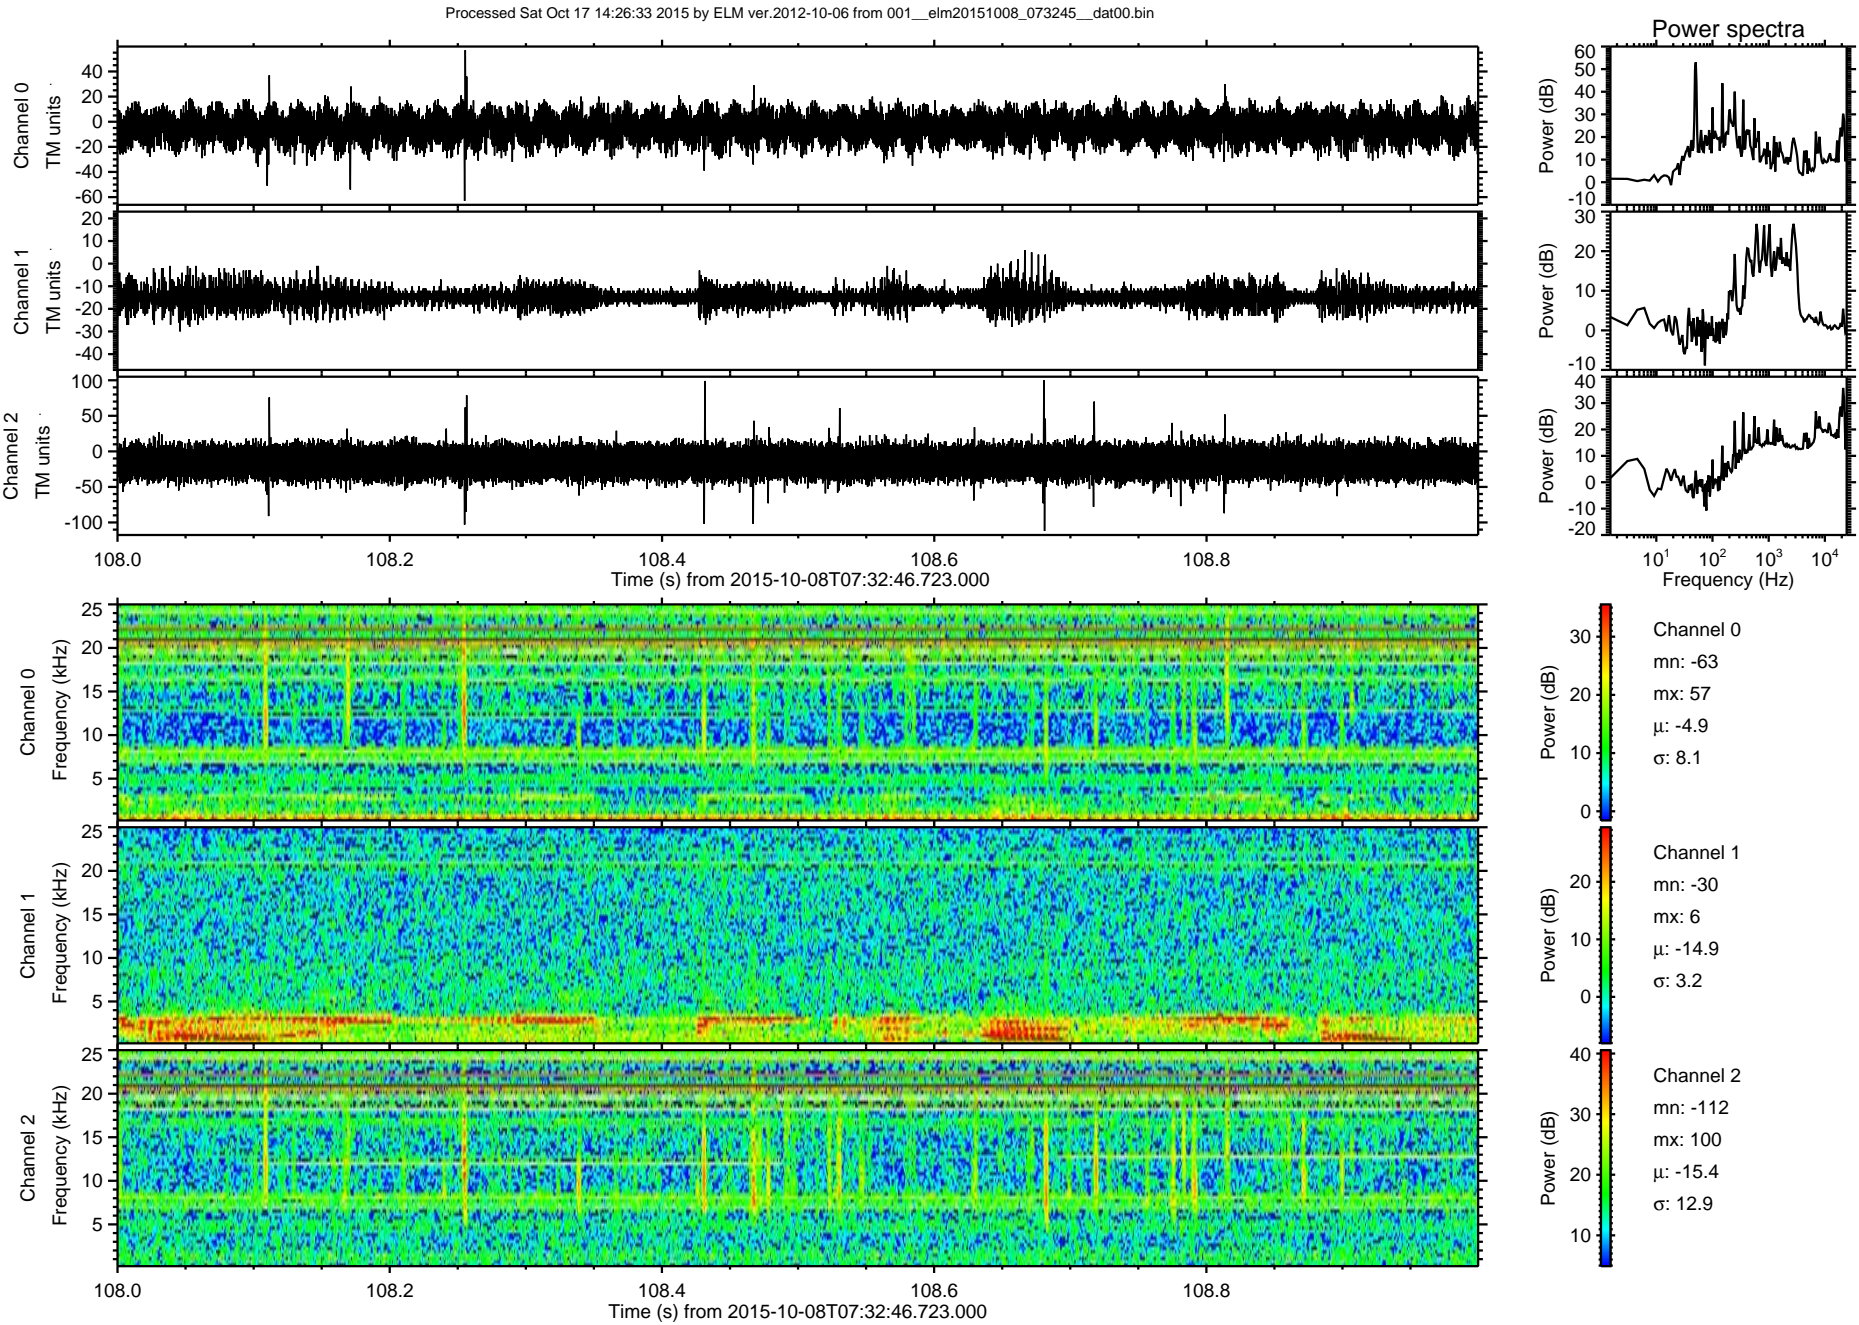 Processed Sat Oct 17 14:26:33 2015 by ELM ver.2012-10-06 from 001__elm20151008_073245__dat00.bin
Power spectra
Channel 0
TM units
40
20
0
-20
-40
-60
Power (dB)
60
50
40
30
20
10
0
-10
Channel 1
TM units
20
10
0
-10
-20
-30
-40
Power (dB)
30
20
10
0
-10
Channel 2
TM units
100
50
0
-50
-100
Power (dB)
40
30
20
10
0
-10
-20
108.0 108.2 108.4 108.6 108.8
Time (s) from 2015-10-08T07:32:46.723.000
10^1 10^2 10^3 10^4
Frequency (Hz)
Channel 0
Frequency (kHz)
25
20
15
10
5
Power (dB)
30
20
10
0
Channel 0
mn: -63
mx: 57
μ: -4.9
σ: 8.1
Channel 1
Frequency (kHz)
25
20
15
10
5
Power (dB)
20
10
0
Channel 1
mn: -30
mx: 6
μ: -14.9
σ: 3.2
Channel 2
Frequency (kHz)
25
20
15
10
5
Power (dB)
40
30
20
10
Channel 2
mn: -112
mx: 100
μ: -15.4
σ: 12.9
108.0 108.2 108.4 108.6 108.8
Time (s) from 2015-10-08T07:32:46.723.000